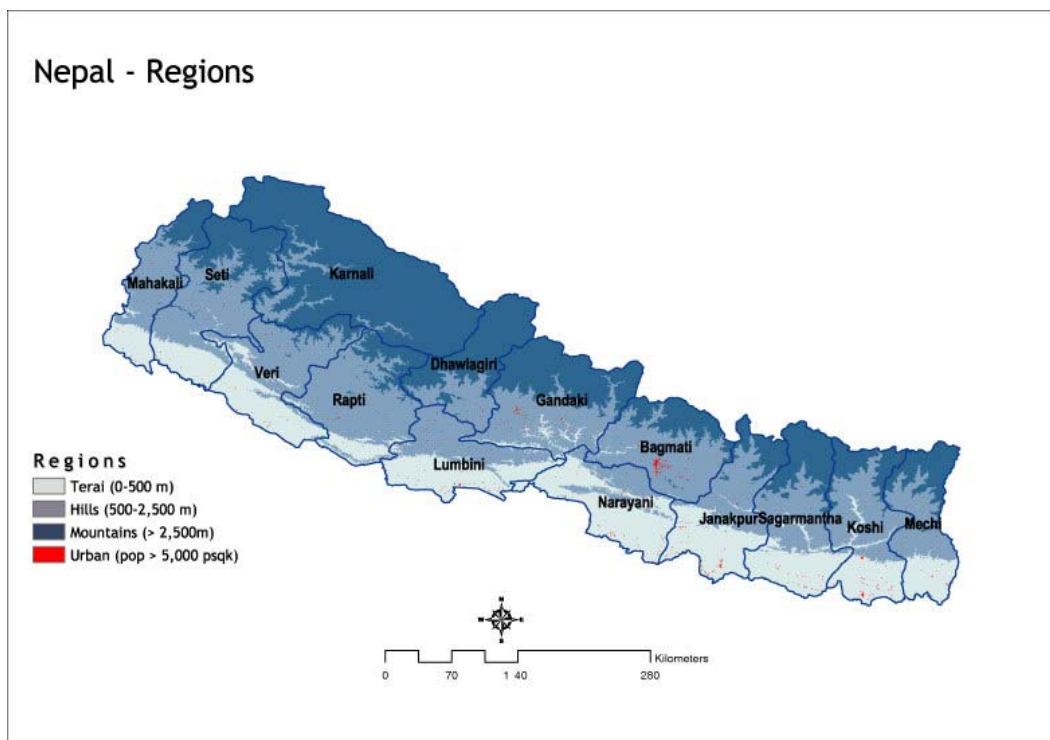 Nepal - Regions
Karnali
Seti
Mahakali
Dhawlagiri
Veri
Rapti
Gandaki
Bagmati
Lumbini
Narayani
Janakpur
Sagarmantha
Koshi
Mechi
Regions
Terai (0-500 m)
Hills (500-2,500 m)
Mountains (> 2,500m)
Urban (pop > 5,000 psqk)
N
W
E
S
Kilometers
0 70 1 40 280